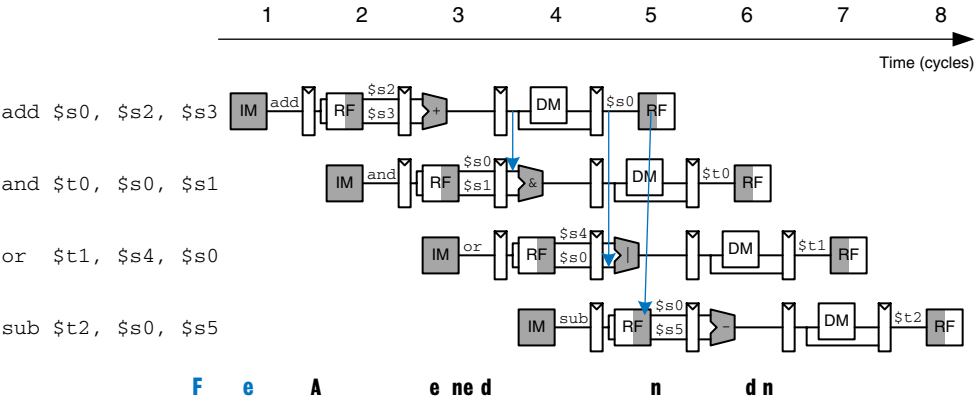 1 2 3 4 5 6 7 8
Time (cycles)
add $s0, $s2, $s3 IM add RF $s2 $s3 + DM $s0 RF
and $t0, $s0, $s1 IM and RF $s0 $s1 & DM $t0 RF
or $t1, $s4, $s0 IM or RF $s4 $s0 | DM $t1 RF
sub $t2, $s0, $s5 IM sub RF $s0 $s5 - DM $t2 RF
F e A e ne d n d n